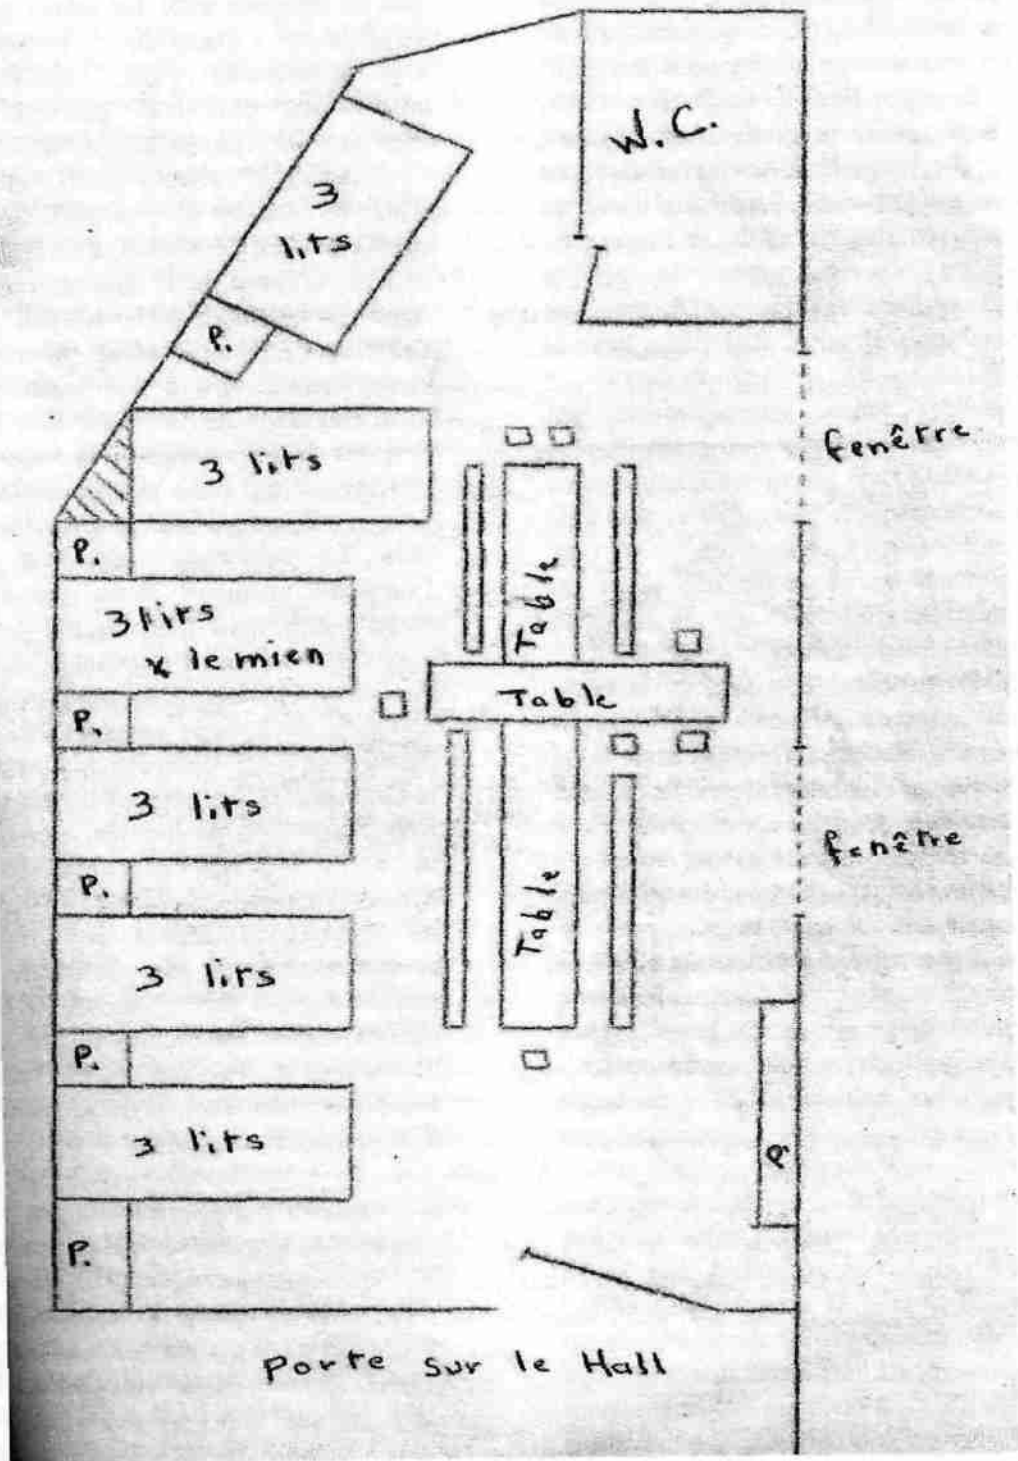 W.C.
3
lits
P.
fenêtre
3 lits
P.
Table
3 lits
x le mien
Table
P.
3 lits
fenêtre
P.
Table
3 lits
P.
3 lits
P.
P.
Porte sur le Hall